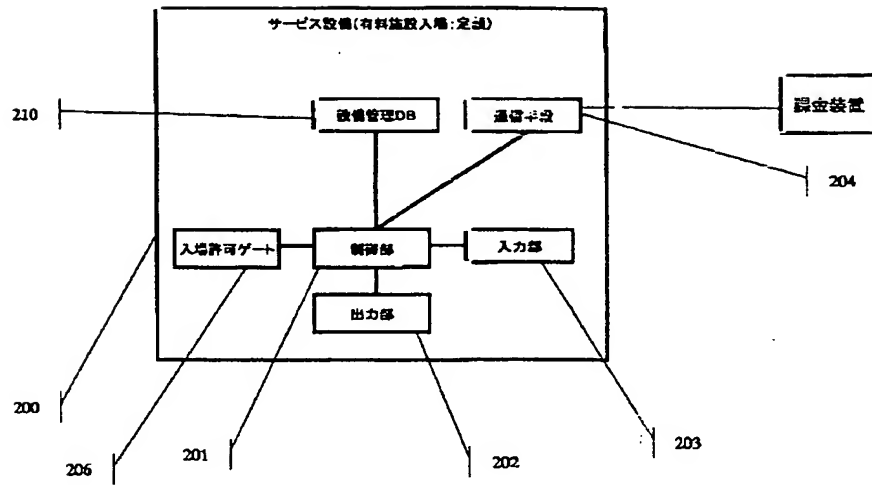 サービス設備(有料施設入場:定額)
設備管理DB
通信手段
課金装置
210
204
入場許可ゲート
制御部
入力部
出力部
200
206
201
202
203